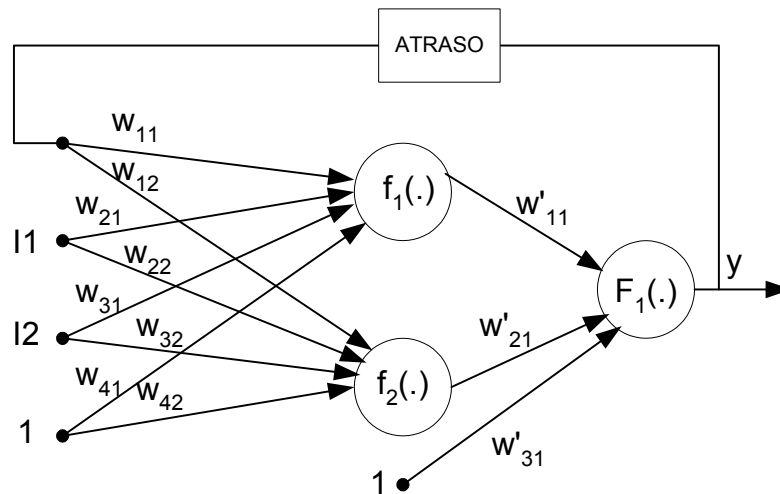 ATRASO
w₁₁
w₁₂
f₁(.)
w₂₁
w'₁₁
I1
w₂₂
y
w₃₁
F₁(.)
I2
w₃₂
w'₂₁
w₄₁
w₄₂
f₂(.)
1
w'₃₁
1